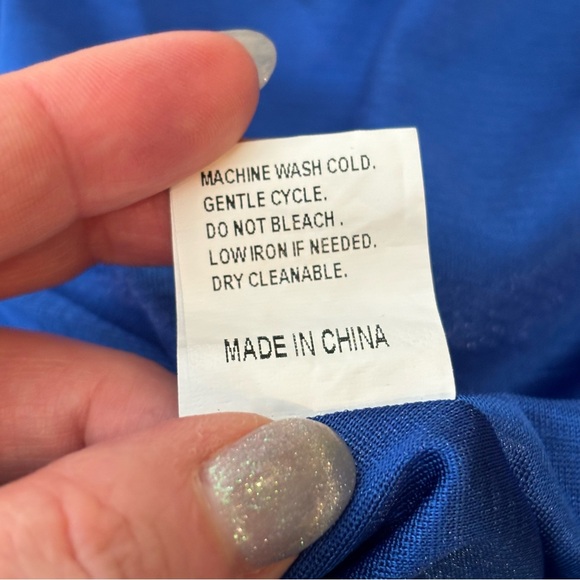 MACHINE WASH COLD.
GENTLE CYCLE.
DO NOT BLEACH.
LOW IRON IF NEEDED.
DRY CLEANABLE.
MADE IN CHINA